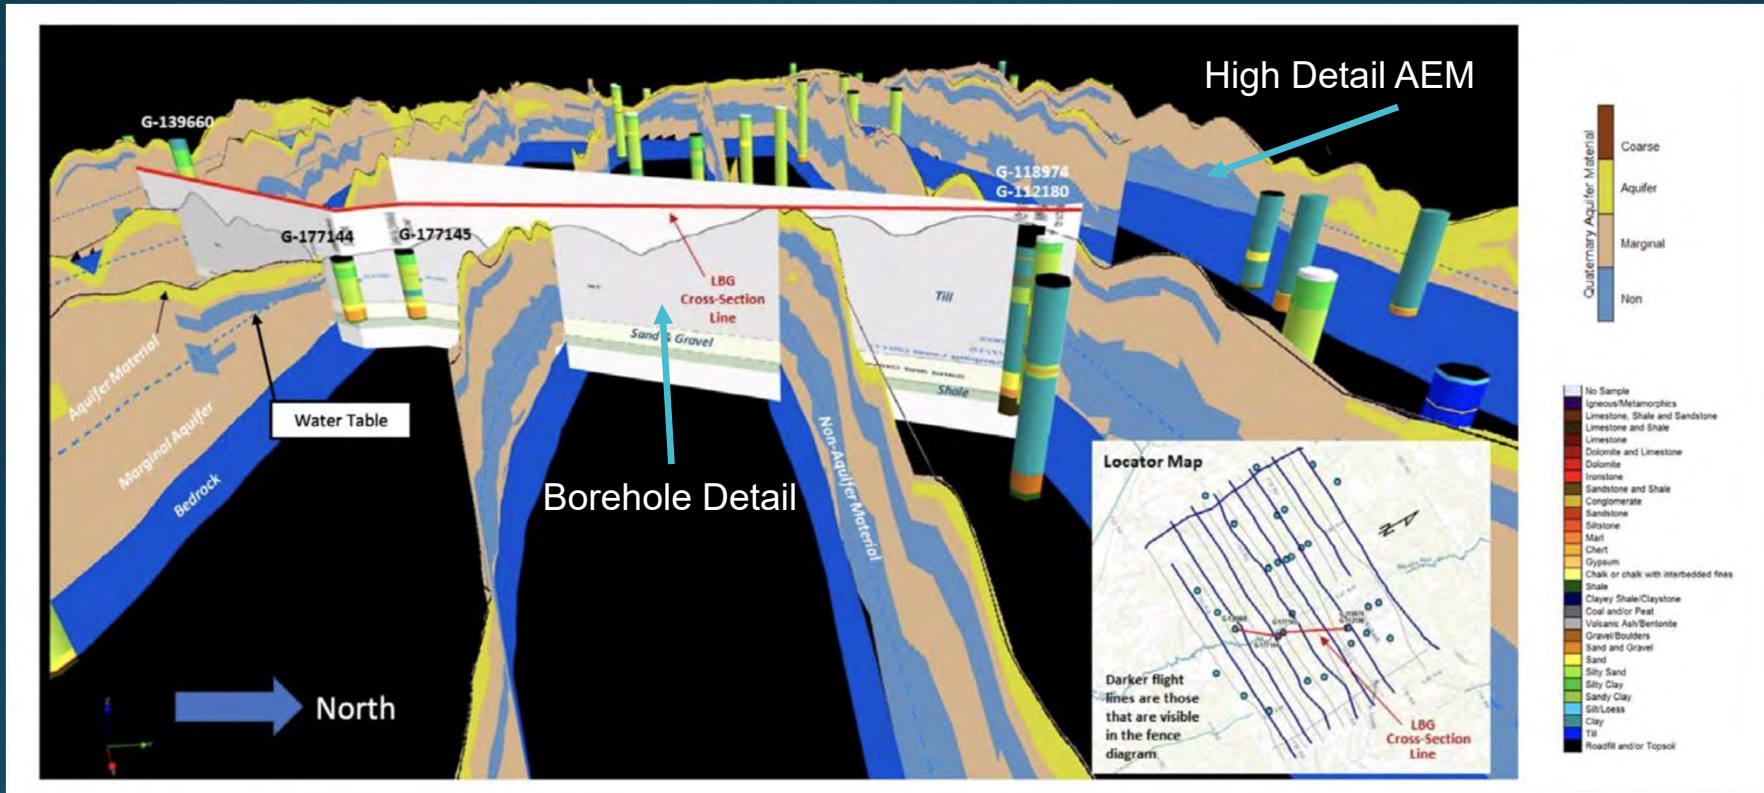 High Detail AEM
G-139660
G-118974
G-112180
G-177144
G-177145
LBG
Cross-Section
Line
Till
Sand & Gravel
Shale
Aquifer Material
Water Table
Marginal Aquifer
Bedrock
Non-Aquifer Material
Borehole Detail
North
Locator Map
Darker flight
lines are those
that are visible
in the fence
diagram
LBG
Cross-Section
Line
Quaternary Aquifer Material
Coarse
Aquifer
Marginal
Non
No Sample
Igneous/Metamorphics
Limestone, Shale and Sandstone
Limestone and Shale
Limestone
Dolomite and Limestone
Dolomite
Ironstone
Sandstone and Shale
Conglomerate
Sandstone
Siltstone
Marl
Chert
Gypsum
Chalk or chalk with interbedded fines
Shale
Clayey Shale/Claystone
Coal and/or Peat
Volcanic Ash/Bentonite
Gravel/Boulders
Sand and Gravel
Sand
Silty Sand
Silty Clay
Sandy Clay
Silt/Loess
Clay
Till
Roadfill and/or Topsoil